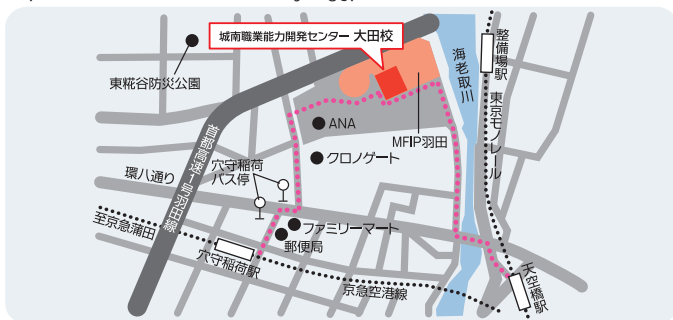 城南職業能力開発センター 大田校
東糀谷防災公園
海老取川
整備場駅
東京モノレール
ANA
MFIP羽田
クロノゲート
首都高速1号羽田線
環八通り
穴守稲荷
バス停
ファミリーマート
郵便局
至京急蒲田
穴守稲荷駅
京急空港線
天空橋駅